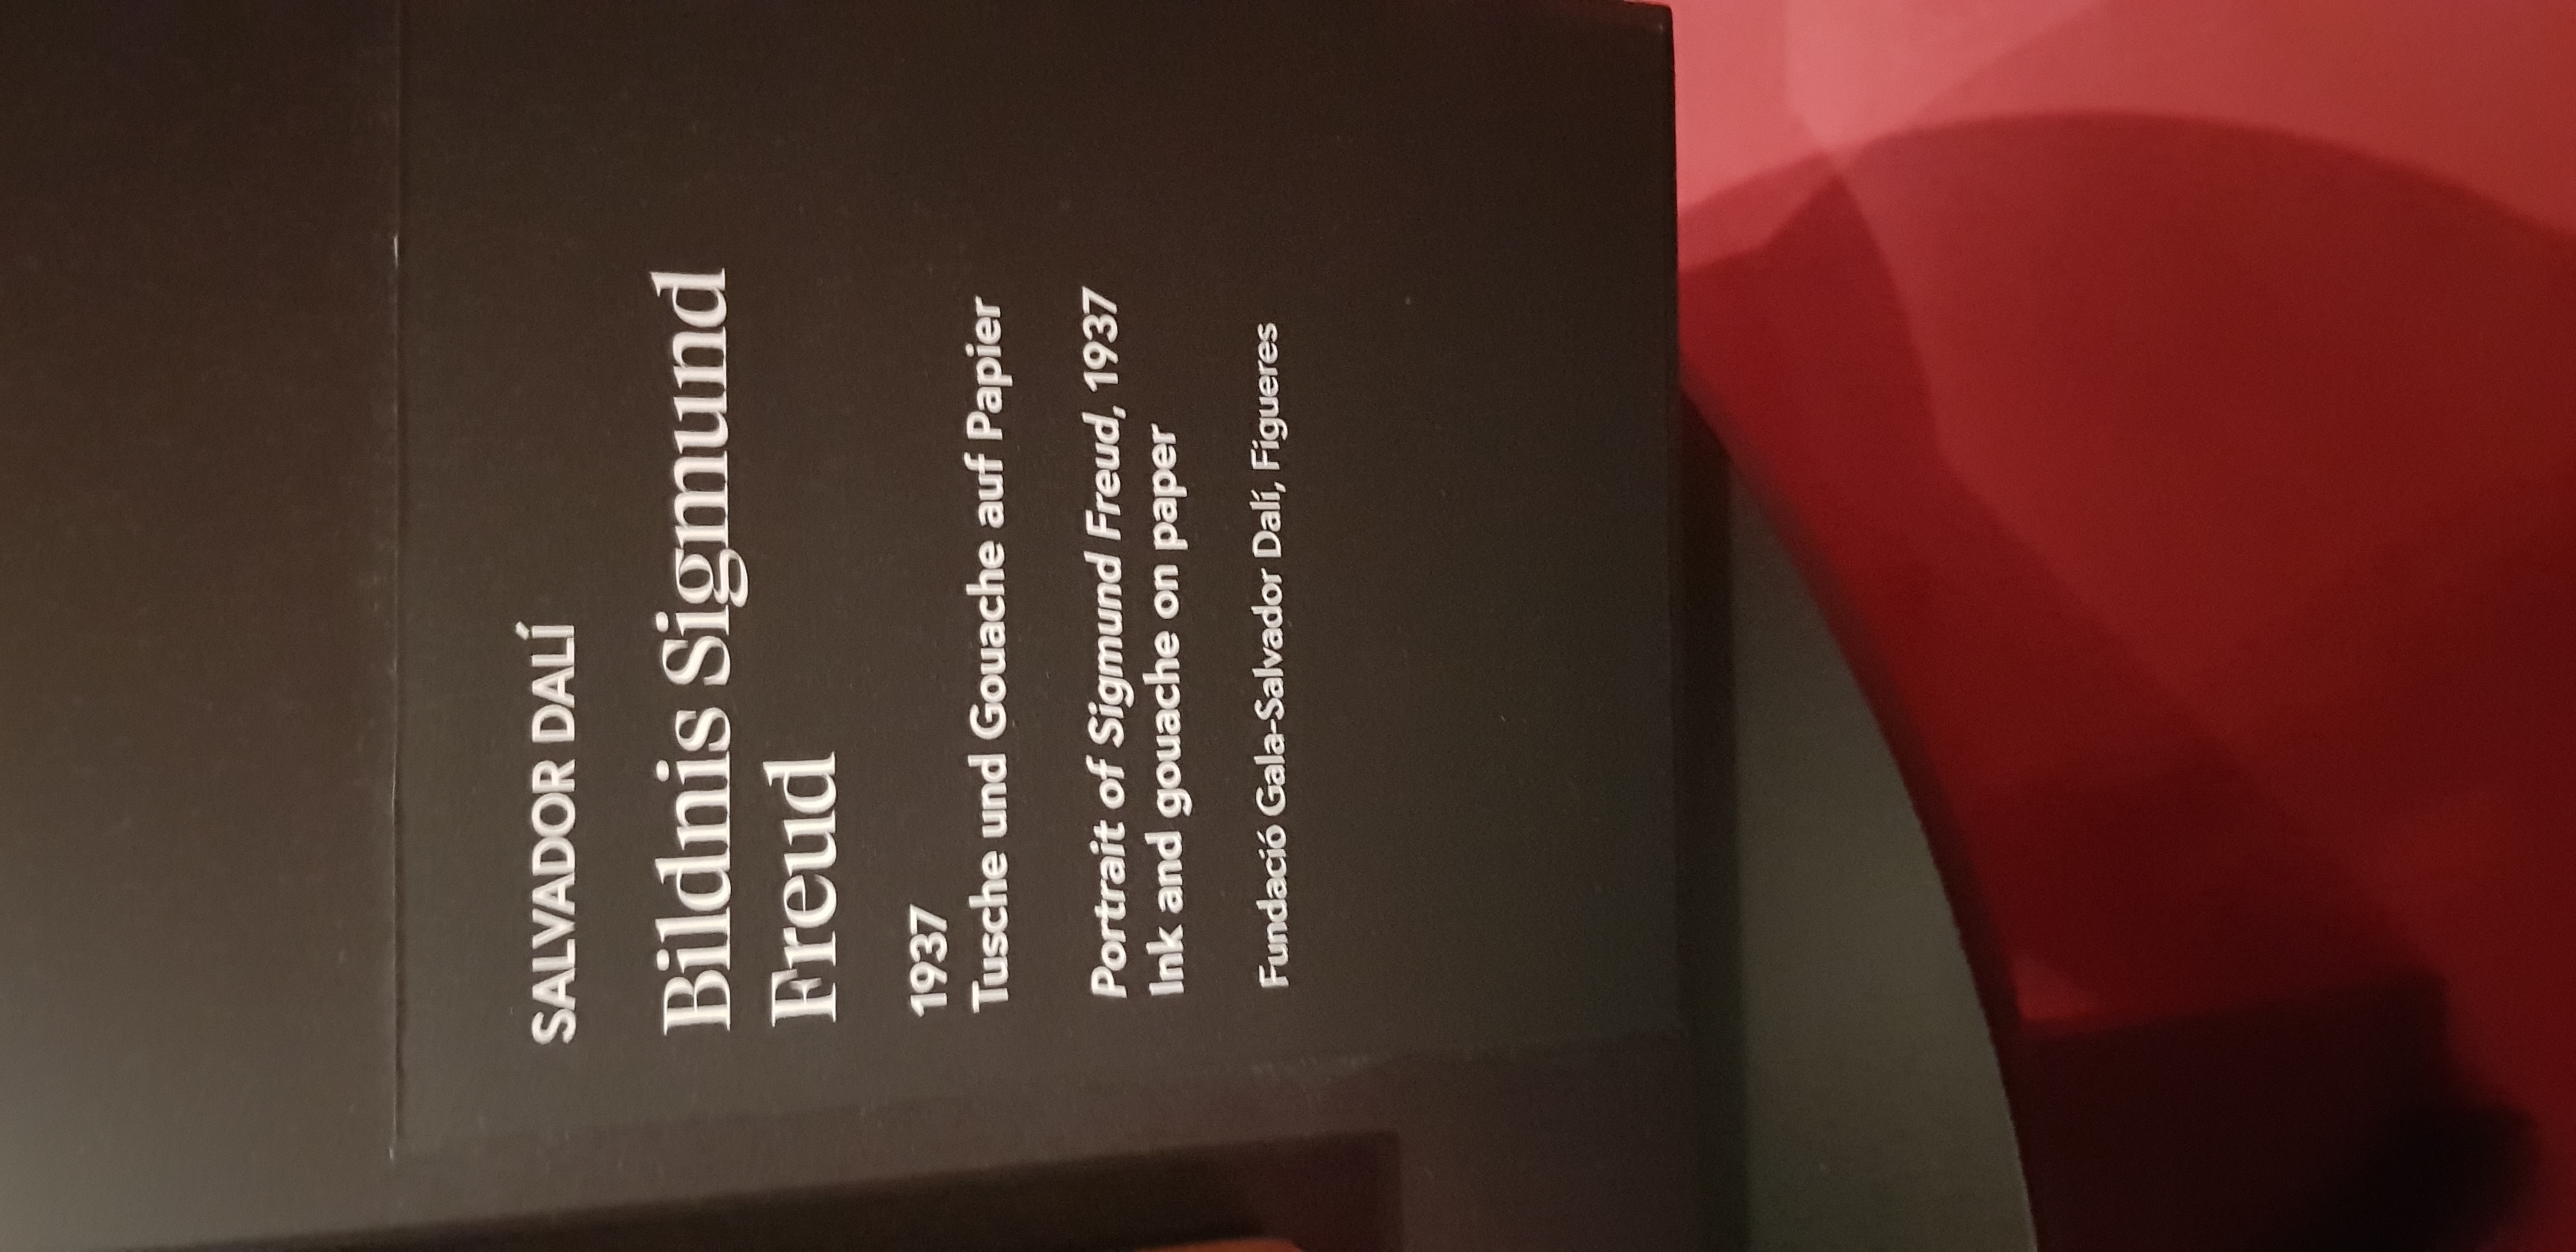 SALVADOR DALÍ
Bildnis Sigmund
Freud
1937
Tusche und Gouache auf Papier
Portrait of Sigmund Freud, 1937
Ink and gouache on paper
Fundació Gala-Salvador Dalí, Figueres